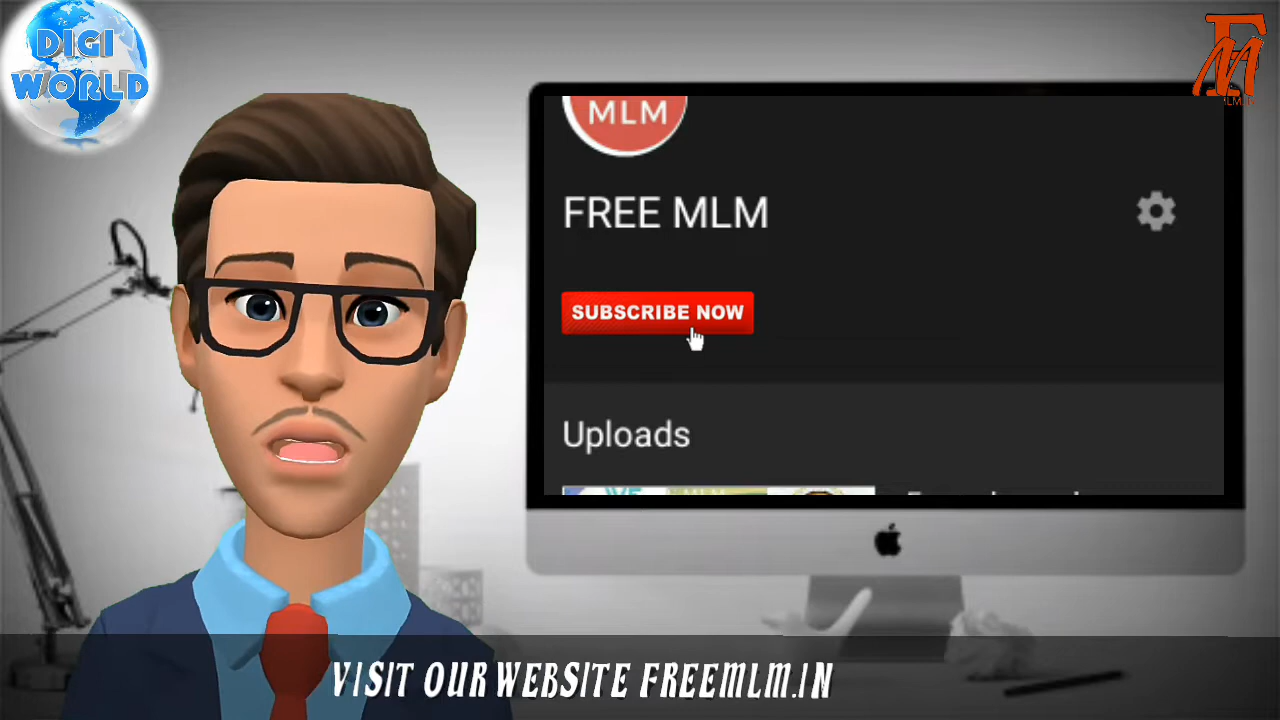 DIGI
WORLD
MLM
FREE MLM
SUBSCRIBE NOW
Uploads
VISIT OUR WEBSITE FREEMLM.IN